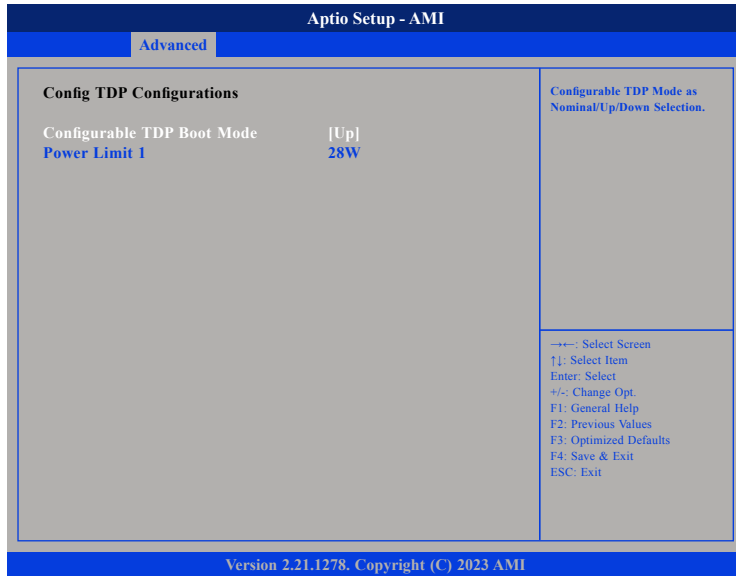 Aptio Setup - AMI
Advanced
Config TDP Configurations
Configurable TDP Boot Mode [Up]
Power Limit 1 28W
Configurable TDP Mode as
Nominal/Up/Down Selection.
→←: Select Screen
↑↓: Select Item
Enter: Select
+/-: Change Opt.
F1: General Help
F2: Previous Values
F3: Optimized Defaults
F4: Save & Exit
ESC: Exit
Version 2.21.1278. Copyright (C) 2023 AMI